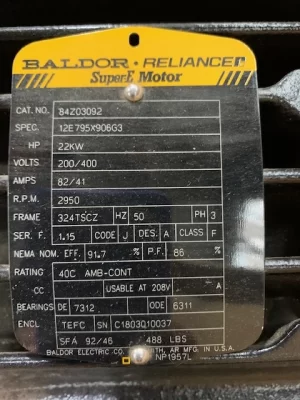 BALDOR · RELIANCER
Super-E Motor
CAT. NO. 84Z03092
SPEC. 12E795X906G3
HP 22KW
VOLTS 200/400
AMPS 82/41
R.P.M. 2950
FRAME 324TSCZ HZ 50 PH 3
SER. F. 1.15 CODE J DES. A CLASS F
NEMA NOM. EFF. 91.7 % P.F. 86 %
RATING 40C AMB-CONT
CC USABLE AT 208V A
BEARINGS DE 7312 ODE 6311
ENCL TEFC SN C1803Q10037
SFA 92/46 488 LBS
BALDOR ELECTRIC CO. AR MFG. IN U.S.A.
NP1957L